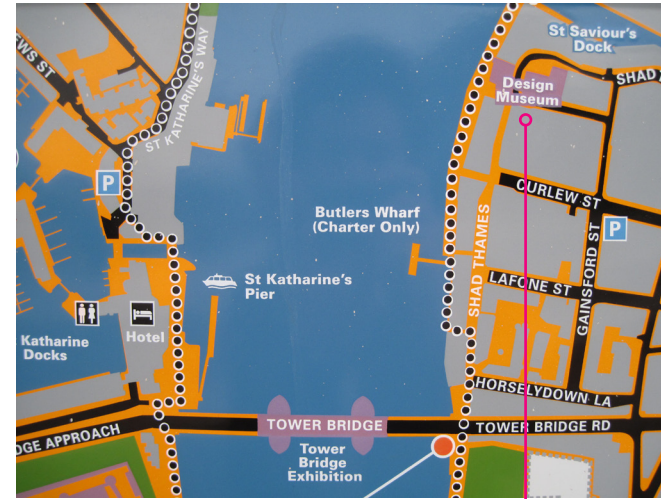 EWS ST
ST KATHARINE'S WAY
St Saviour's
Dock
Design
Museum
SHAD
P
CURLEW ST
P
Butlers Wharf
(Charter Only)
SHAD THAMES
GAINSFORD ST
LAFONE ST
St Katharine's
Pier
Katharine
Docks
Hotel
HORSELYDOWN LA
DGE APPROACH
TOWER BRIDGE
TOWER BRIDGE RD
Tower
Bridge
Exhibition